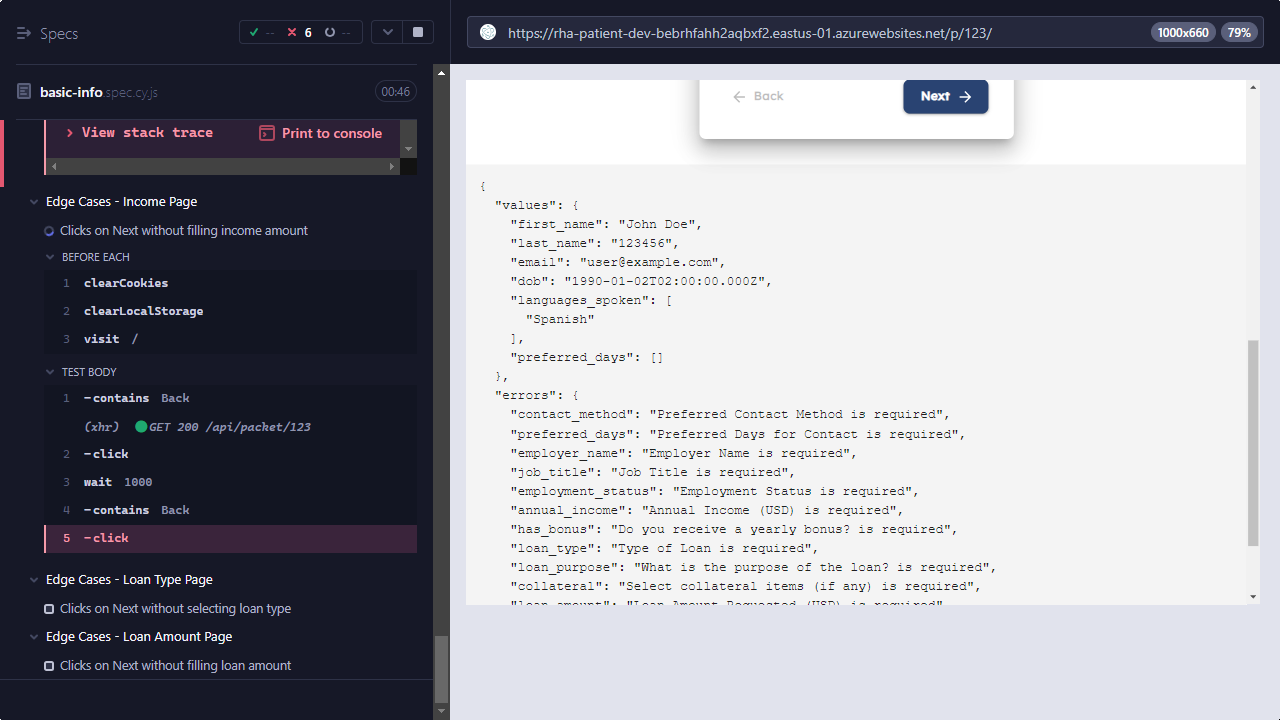 Specs
-- 6 --
basic-info.spec.cy.js 00:46
View stack trace Print to console
Edge Cases - Income Page
Clicks on Next without filling income amount
BEFORE EACH
1 clearCookies
2 clearLocalStorage
3 visit /
TEST BODY
1 -contains Back
(xhr) GET 200 /api/packet/123
2 -click
3 wait 1000
4 -contains Back
5 -click
Edge Cases - Loan Type Page
Clicks on Next without selecting loan type
Edge Cases - Loan Amount Page
Clicks on Next without filling loan amount
https://rha-patient-dev-bebrhfahh2aqbxf2.eastus-01.azurewebsites.net/p/123/ 1000x660 79%
Back Next
{
"values": {
"first_name": "John Doe",
"last_name": "123456",
"email": "user@example.com",
"dob": "1990-01-02T02:00:00.000Z",
"languages_spoken": [
"Spanish"
],
"preferred_days": []
},
"errors": {
"contact_method": "Preferred Contact Method is required",
"preferred_days": "Preferred Days for Contact is required",
"employer_name": "Employer Name is required",
"job_title": "Job Title is required",
"employment_status": "Employment Status is required",
"annual_income": "Annual Income (USD) is required",
"has_bonus": "Do you receive a yearly bonus? is required",
"loan_type": "Type of Loan is required",
"loan_purpose": "What is the purpose of the loan? is required",
"collateral": "Select collateral items (if any) is required",
"loan_amount": "Loan Amount Requested (USD) is required"